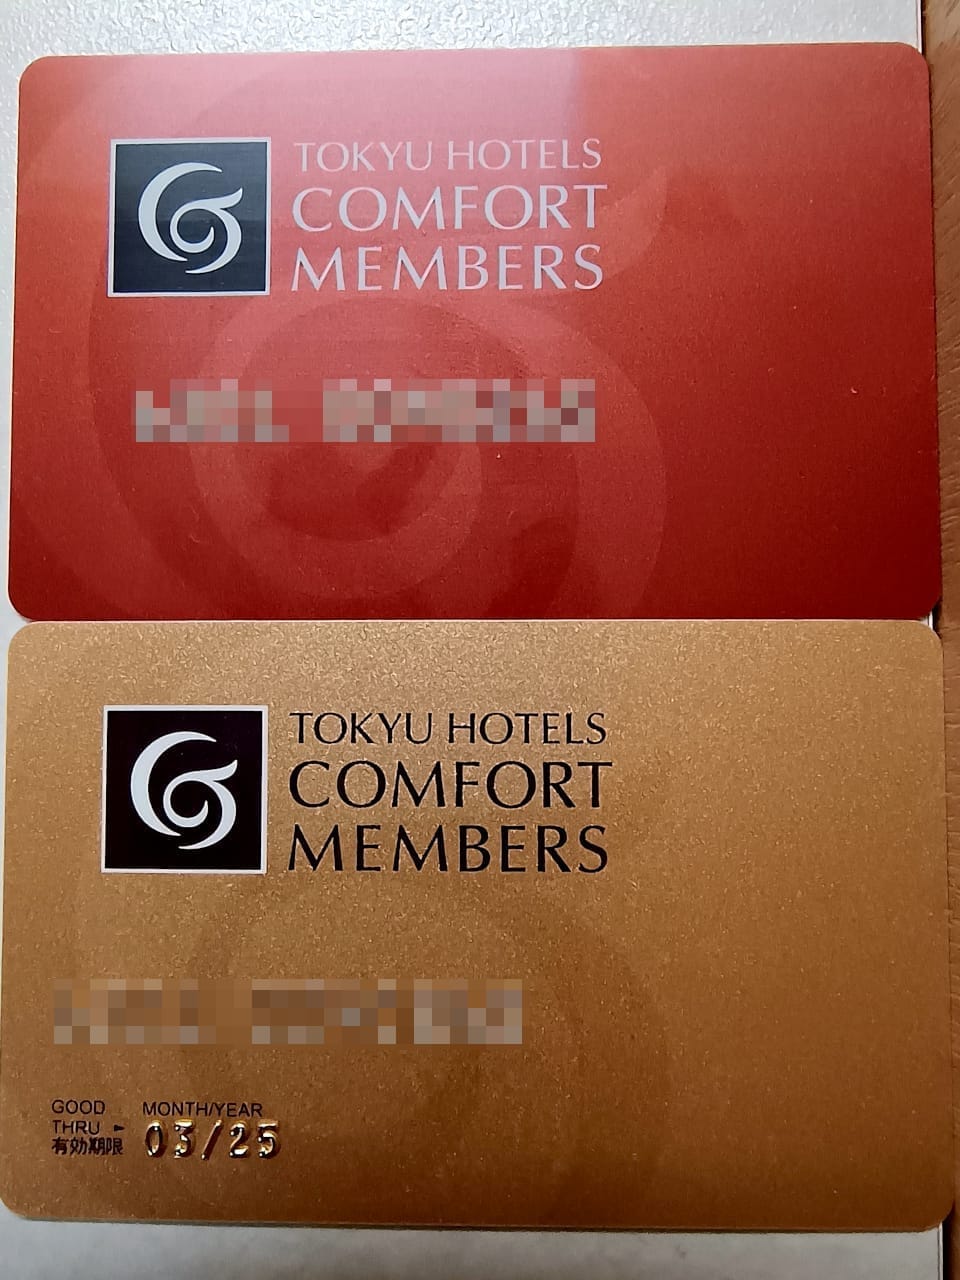 TOKYU HOTELS
COMFORT
MEMBERS
TOKYU HOTELS
COMFORT
MEMBERS
GOOD MONTH/YEAR
THRU ►
有効期限 03/25